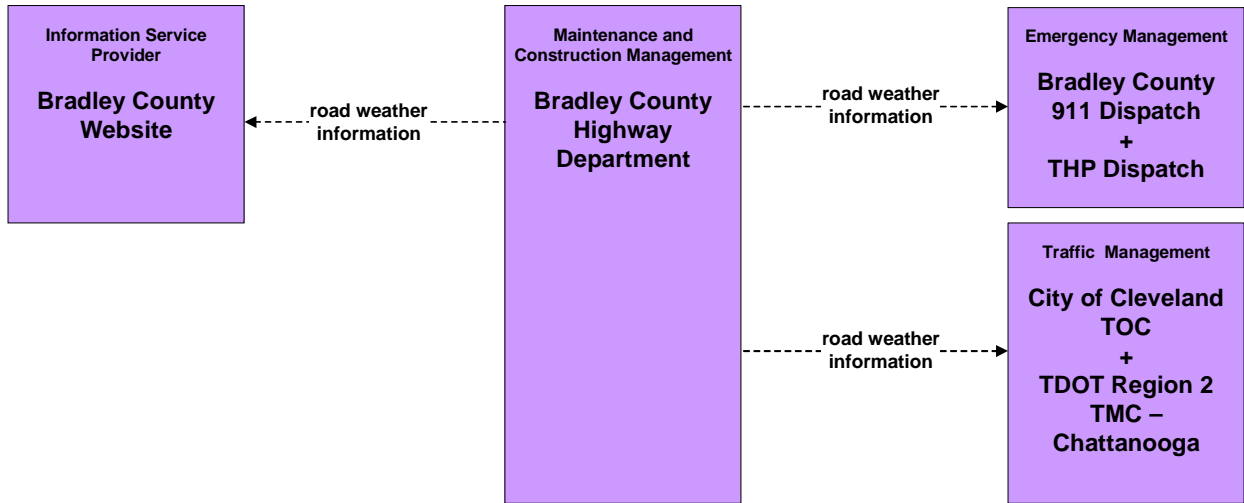 Information Service
Provider
Bradley County
Website
road weather
information
Maintenance and
Construction Management
Bradley County
Highway
Department
road weather
information
Emergency Management
Bradley County
911 Dispatch
+
THP Dispatch
road weather
information
Traffic Management
City of Cleveland
TOC
+
TDOT Region 2
TMC –
Chattanooga